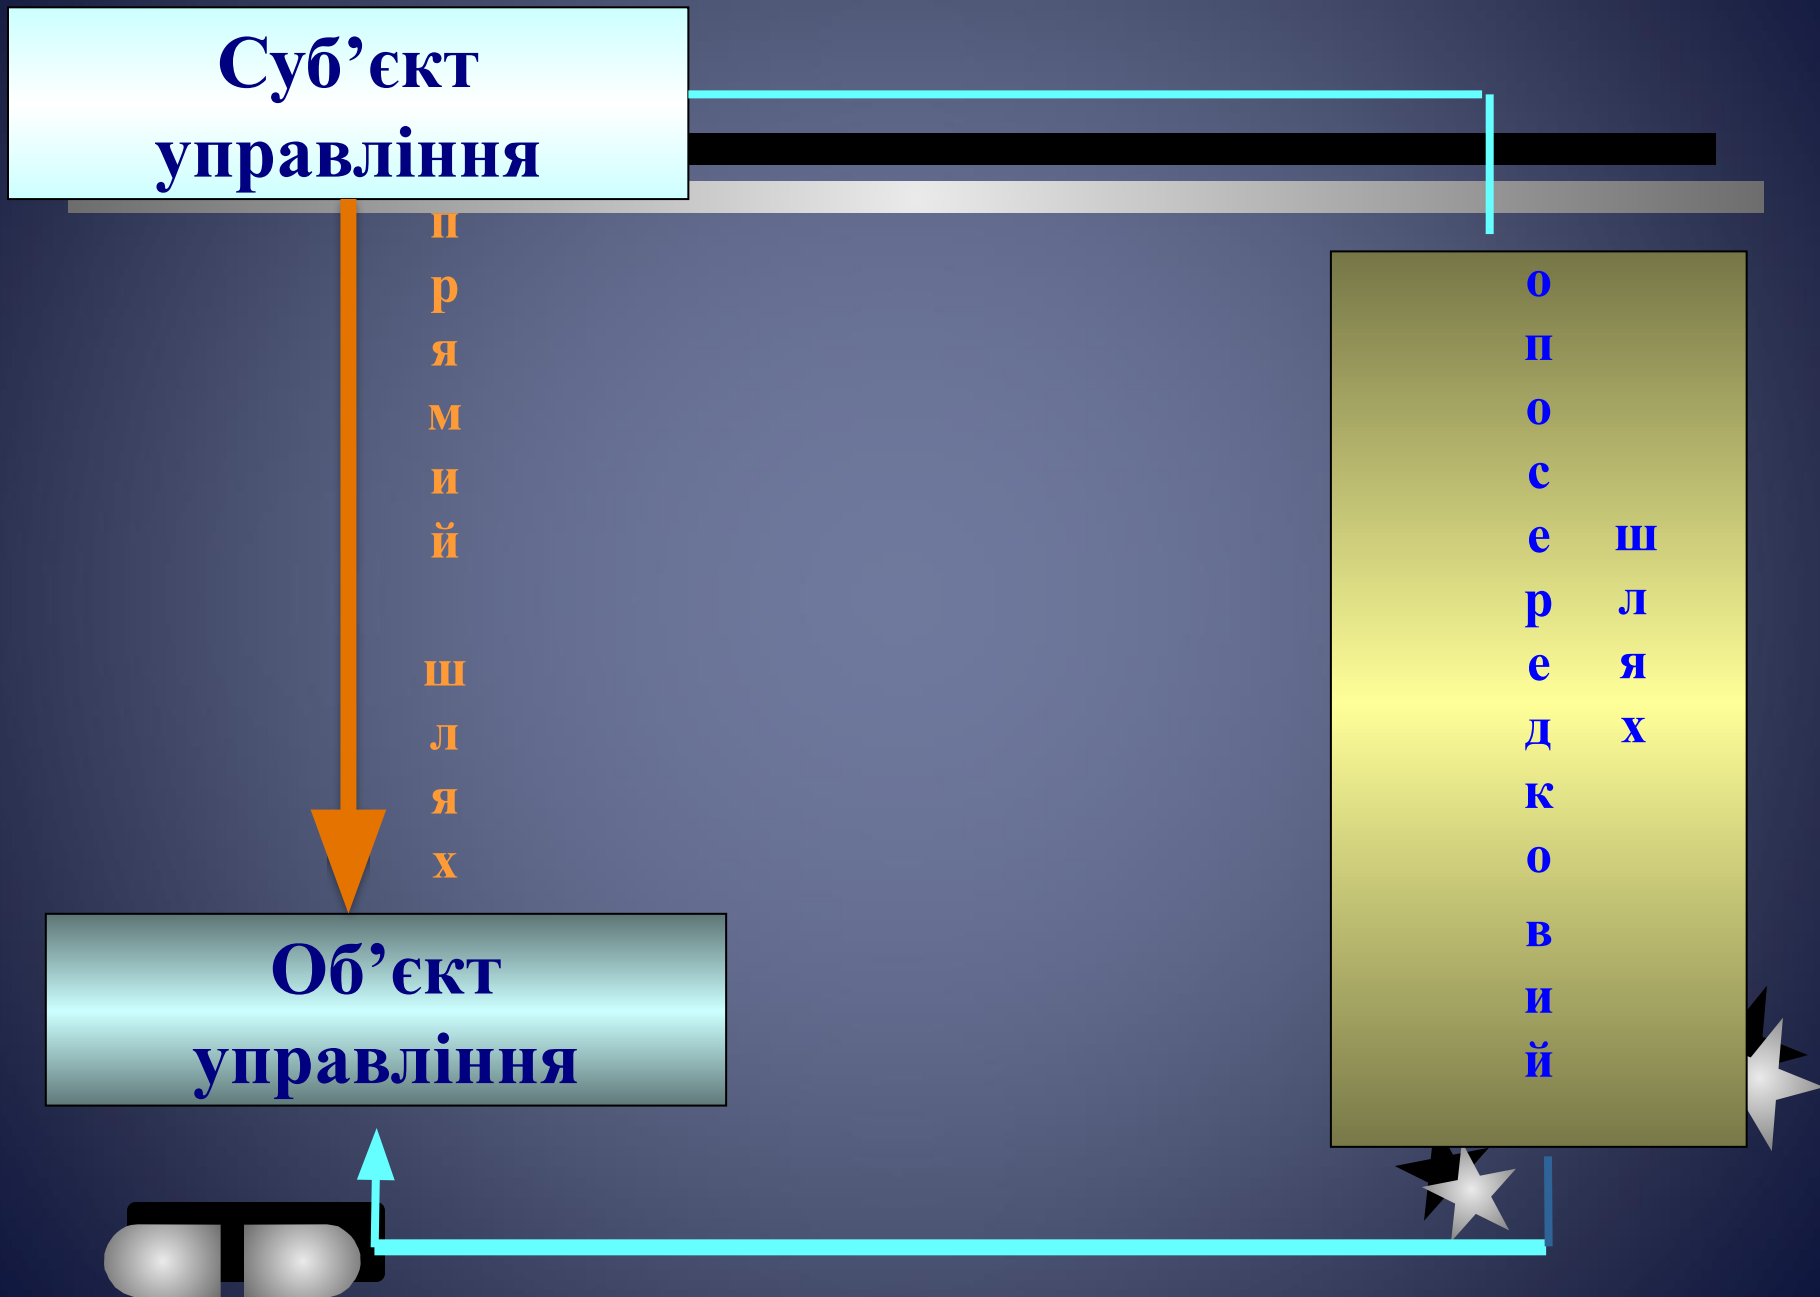 Суб’єкт
управління
прямий шлях
опосередковий
шлях
Об’єкт
управління